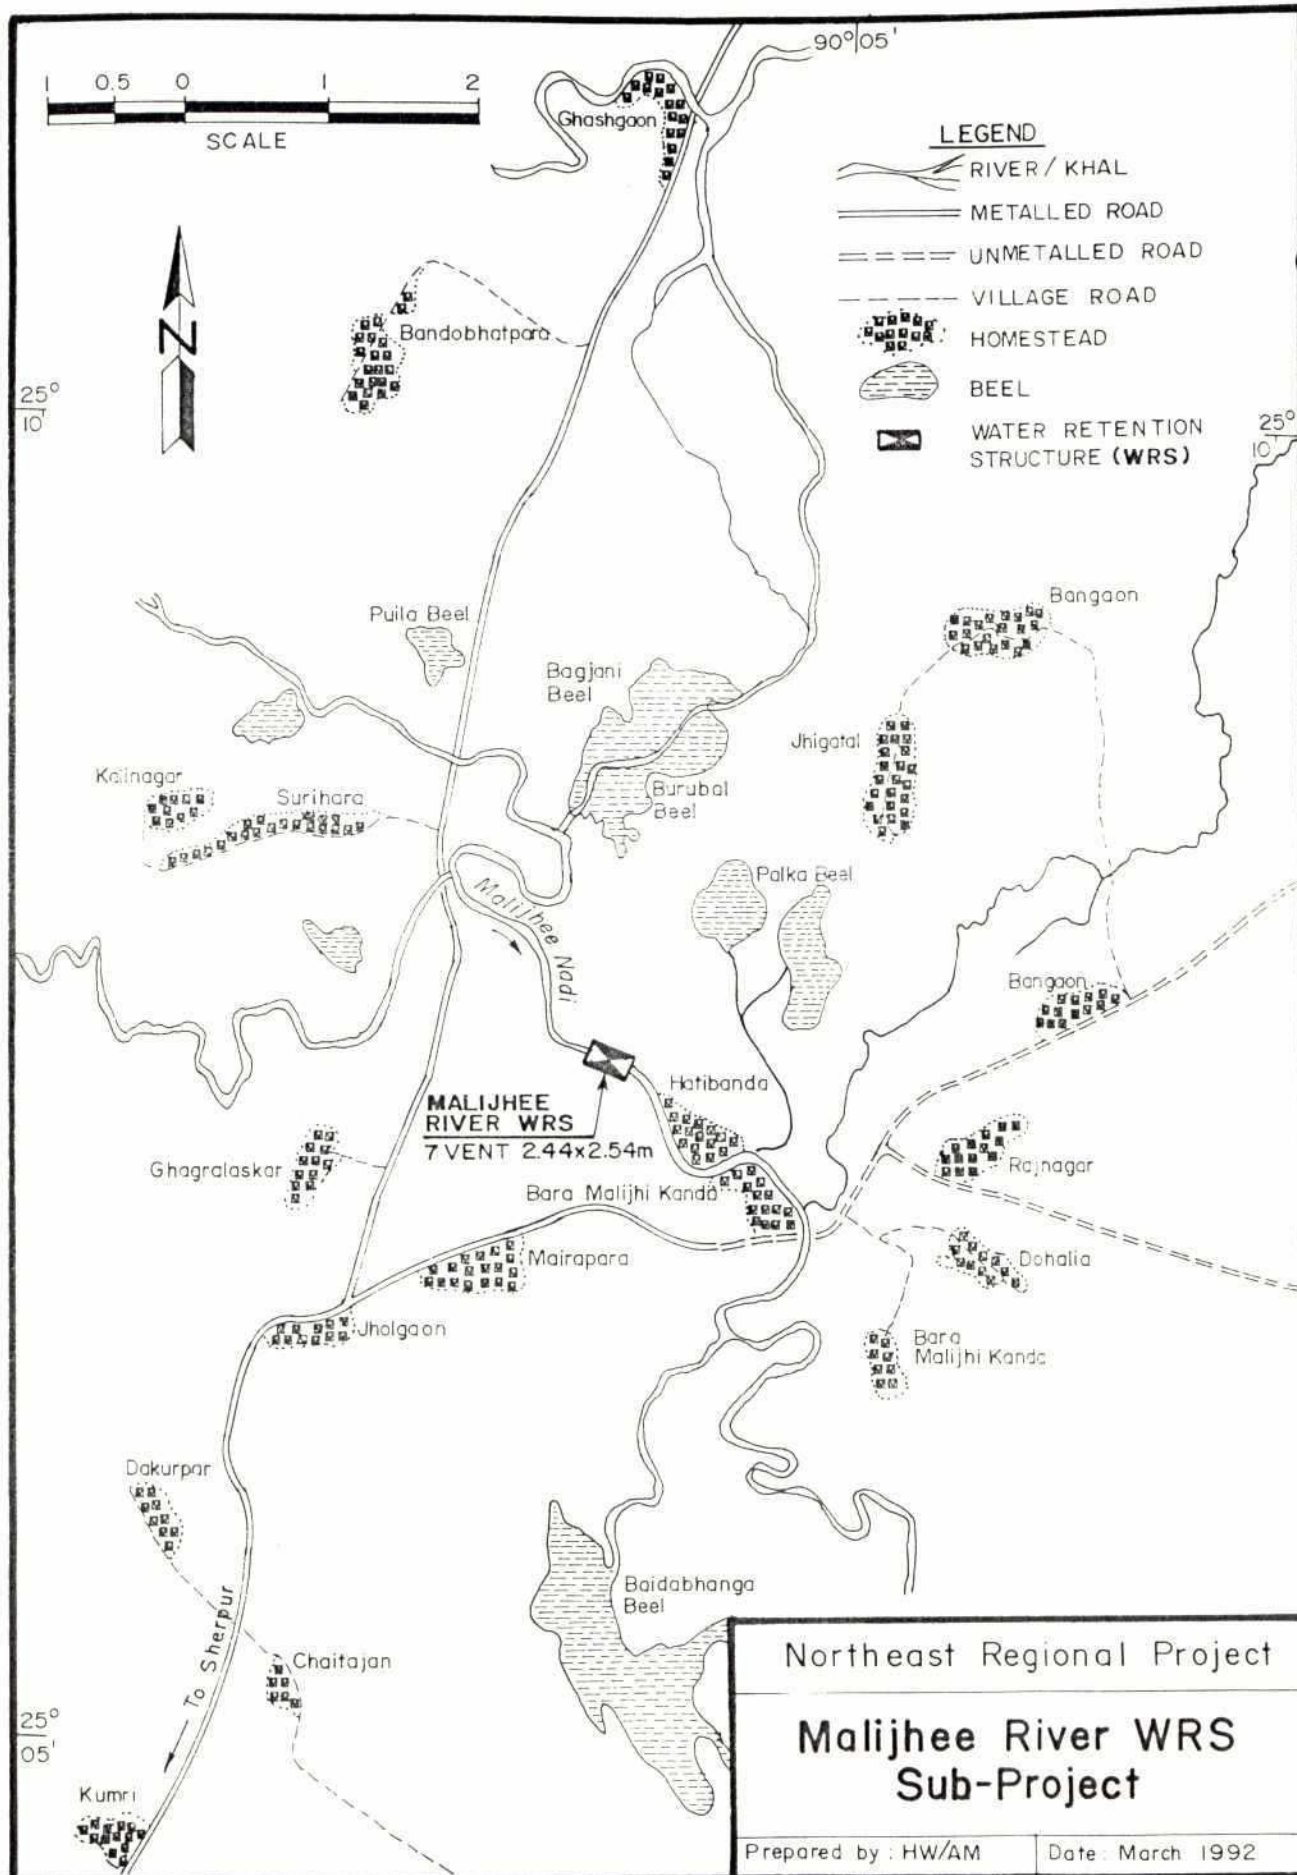 90° 05'
1 0.5 0 1 2
SCALE
Ghashgaon
LEGEND
RIVER / KHAL
METALLED ROAD
UNMETALLED ROAD
VILLAGE ROAD
HOMESTEAD
BEEL
WATER RETENTION
STRUCTURE (WRS)
N
Bandobhatpara
25°
10'
25°
10'
Puila Beel
Bangaon
Bagjani
Beel
Jhigatal
Kalinagar
Surihara
Burubal
Beel
Palka Beel
Malijhee Nadi
Bangaon
Hatibanda
MALIJHEE
RIVER WRS
7 VENT 2.44x2.54m
Ghagralaskar
Rajnagar
Bara Malijhi Kanda
Mairapara
Dohalia
Jholgaon
Bara
Malijhi Kanda
Dakurpar
Baidabhanga
Beel
To Sherpur
Chaitajan
25°
05'
Kumri
Northeast Regional Project
Malijhee River WRS
Sub-Project
Prepared by : HW/AM
Date : March 1992